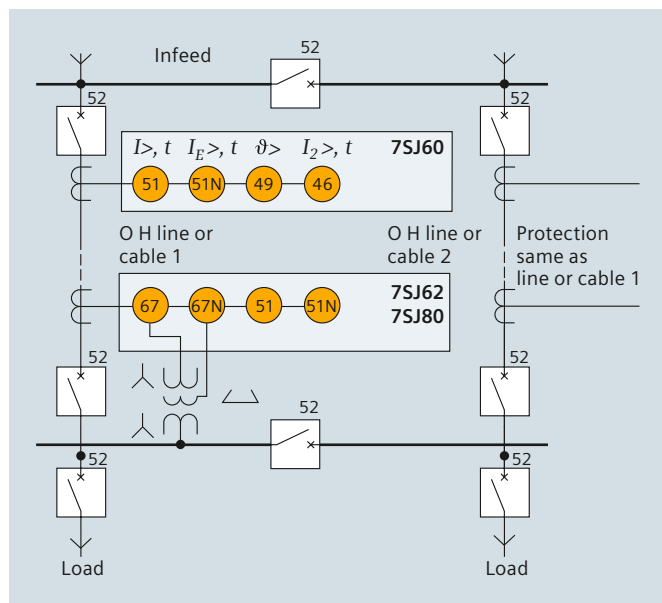 Infeed
52
52
52
I>, t I_E>, t ϑ> I_2>, t 7SJ60
51 51N 49 46
O H line or
cable 1
O H line or
cable 2
Protection
same as
line or cable 1
67 67N 51 51N
7SJ62
7SJ80
52
52
52
52
52
Load
Load